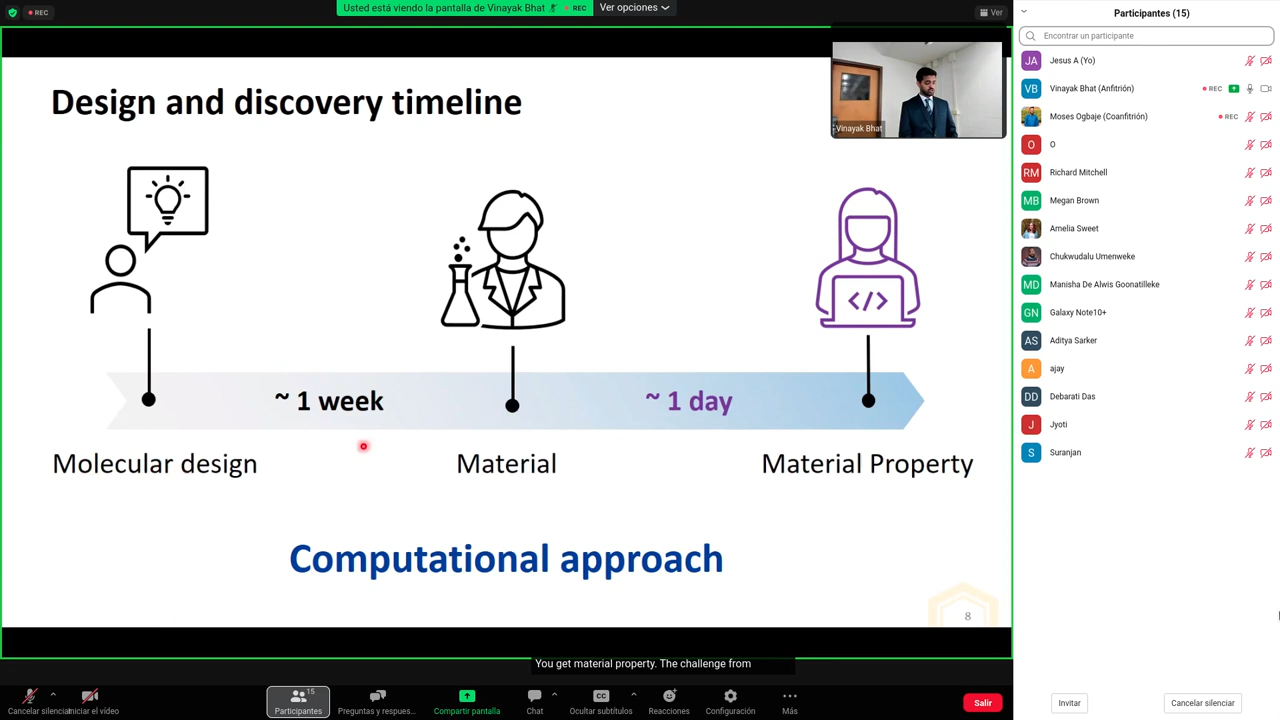 REC
Usted está viendo la pantalla de Vinayak Bhat
REC
Ver opciones
Ver
Design and discovery timeline
Vinayak Bhat
</>
~ 1 week
~ 1 day
Molecular design
Material
Material Property
Computational approach
8
You get material property. The challenge from
Cancelar silenciar
Iniciar el vídeo
15
Participantes
Preguntas y respues...
Compartir pantalla
Chat
CC
Ocultar subtítulos
Reacciones
Configuración
Más
Salir
Participantes (15)
Encontrar un participante
JA Jesus A (Yo)
VB Vinayak Bhat (Anfitrión) REC
Moses Ogbaje (Coanfitrión) REC
O O
RM Richard Mitchell
MB Megan Brown
Amelia Sweet
Chukwudalu Umenweke
MD Manisha De Alwis Goonatilleke
GN Galaxy Note10+
AS Aditya Sarker
A ajay
DD Debarati Das
J Jyoti
S Suranjan
Invitar
Cancelar silenciar